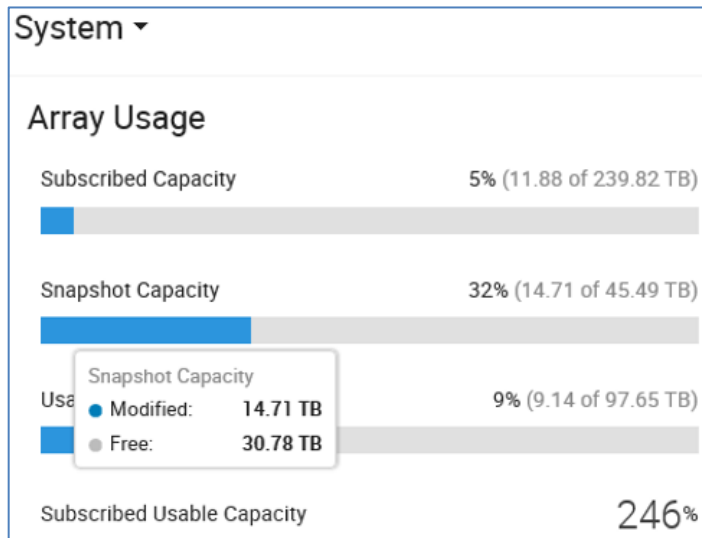 System
Array Usage
Subscribed Capacity 5% (11.88 of 239.82 TB)
Snapshot Capacity 32% (14.71 of 45.49 TB)
Snapshot Capacity
Usa 9% (9.14 of 97.65 TB)
Modified: 14.71 TB
Free: 30.78 TB
Subscribed Usable Capacity 246%